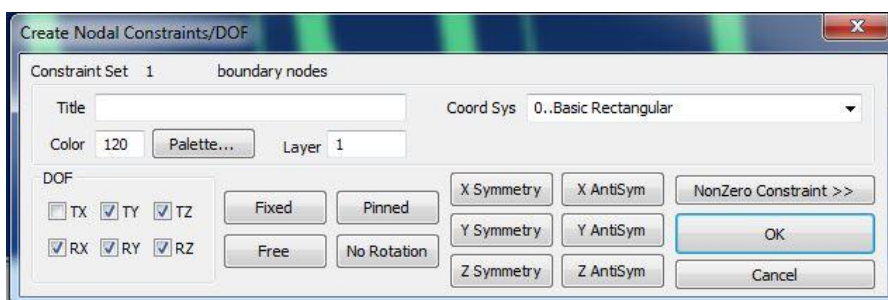 Create Nodal Constraints/DOF
Constraint Set 1 boundary nodes
Title Coord Sys 0..Basic Rectangular
Color 120 Palette... Layer 1
DOF
TX TY TZ
RX RY RZ
Fixed Pinned
Free No Rotation
X Symmetry X AntiSym
Y Symmetry Y AntiSym
Z Symmetry Z AntiSym
NonZero Constraint >>
OK
Cancel